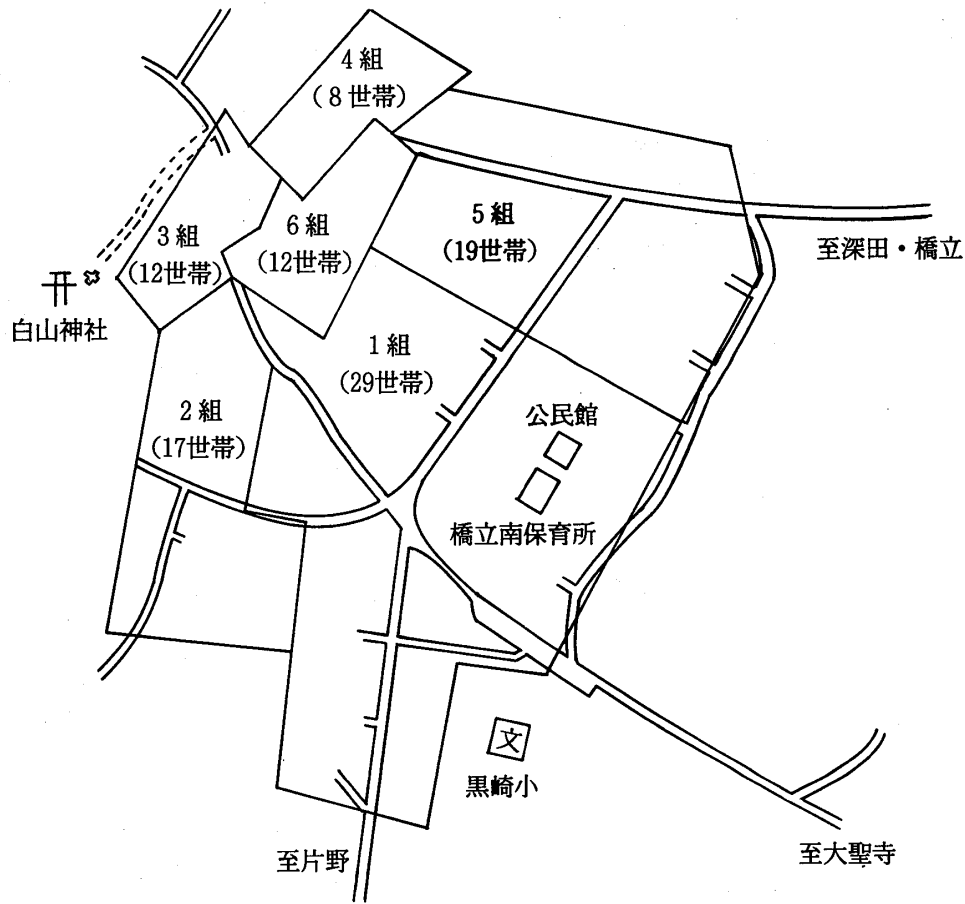 4組
(8世帯)
3組
(12世帯)
6組
(12世帯)
5組
(19世帯)
至深田・橋立
白山神社
1組
(29世帯)
2組
(17世帯)
公民館
橋立南保育所
文
黒崎小
至片野
至大聖寺